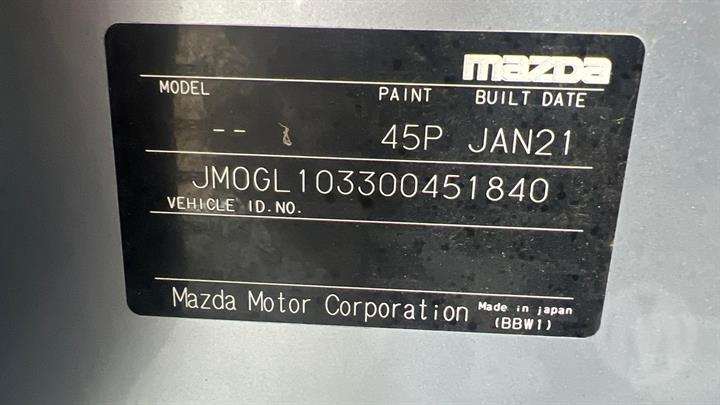 mazda
MODEL PAINT BUILT DATE
-- 45P JAN21
JM0GL103300451840
VEHICLE ID.NO.
Mazda Motor Corporation Made in japan
(BBW1)